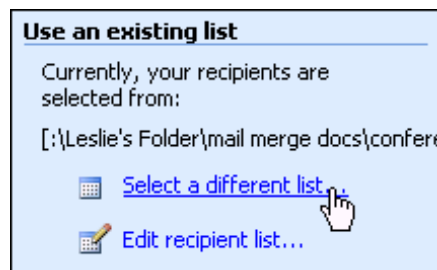 Use an existing list
Currently, your recipients are
selected from:
[:\Leslie's Folder\mail merge docs\confere
Select a different list...
Edit recipient list...